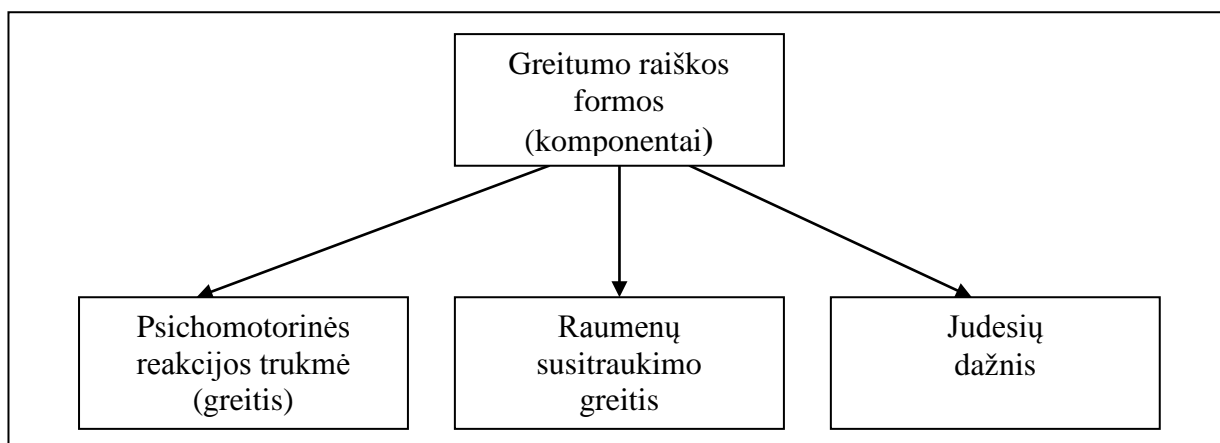 Greitumo raiškos
formos
(komponentai)
Psichomotorinės
reakcijos trukmė
(greitis)
Raumenų
susitraukimo
greitis
Judesių
dažnis